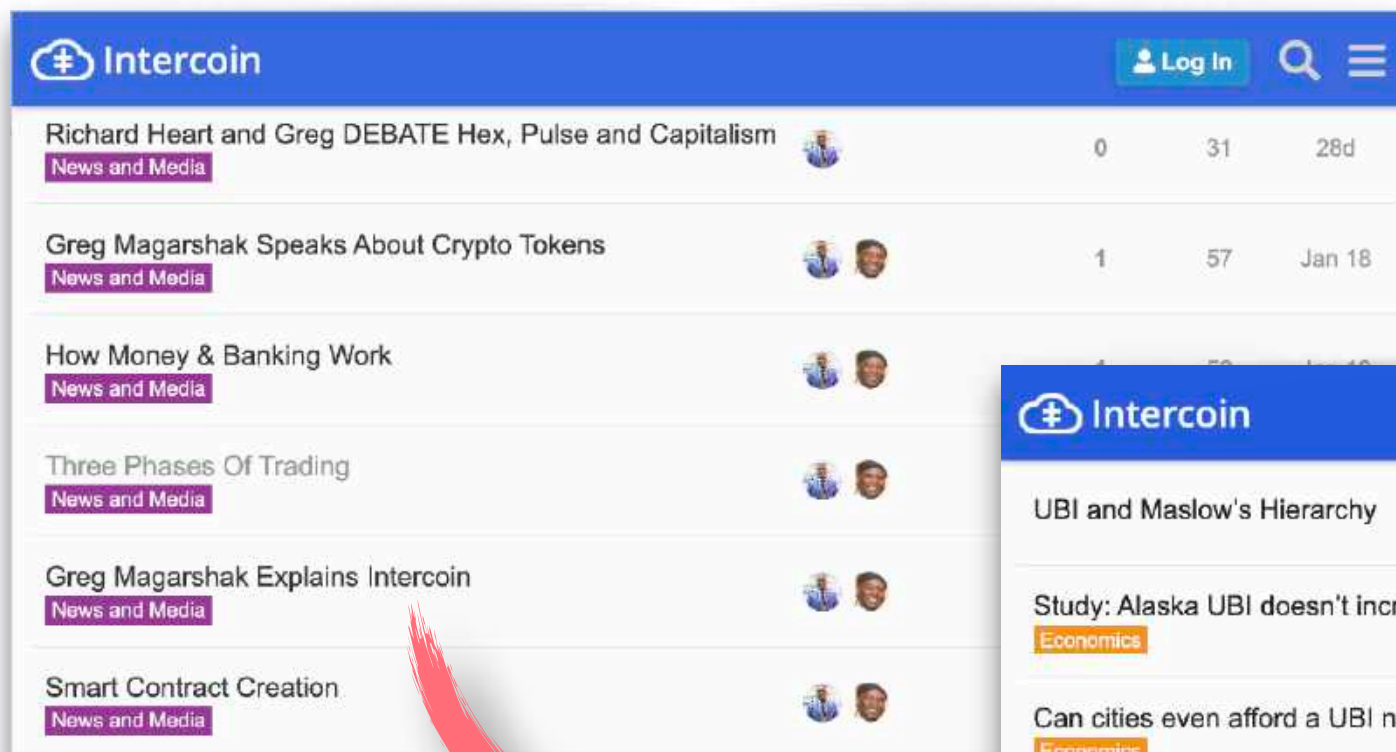 Intercoin
Log In
Richard Heart and Greg DEBATE Hex, Pulse and Capitalism
0 31 28d
News and Media
Greg Magarshak Speaks About Crypto Tokens
1 57 Jan 18
News and Media
How Money & Banking Work
News and Media
Three Phases Of Trading
News and Media
Greg Magarshak Explains Intercoin
News and Media
Smart Contract Creation
News and Media
Intercoin
UBI and Maslow's Hierarchy
Study: Alaska UBI doesn't incr
Economics
Can cities even afford a UBI n
Economics